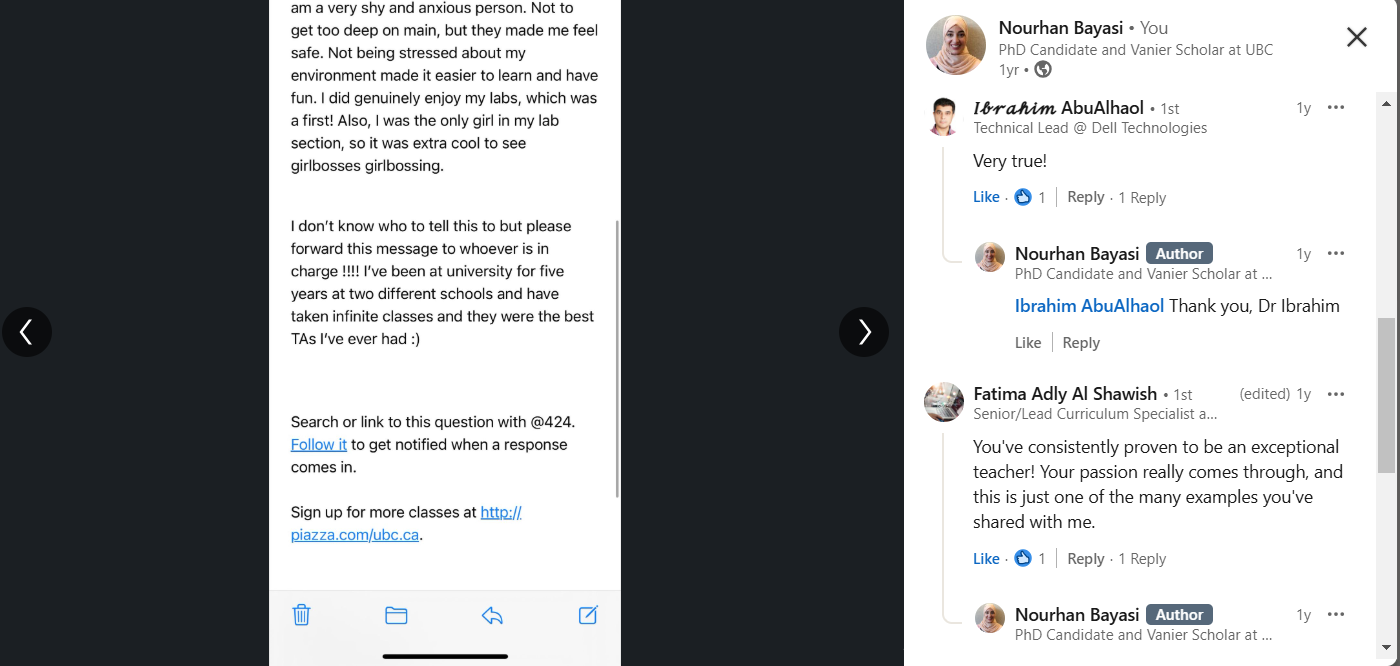 am a very shy and anxious person. Not to
get too deep on main, but they made me feel
safe. Not being stressed about my
environment made it easier to learn and have
fun. I did genuinely enjoy my labs, which was
a first! Also, I was the only girl in my lab
section, so it was extra cool to see
girlbosses girlbossing.
I don’t know who to tell this to but please
forward this message to whoever is in
charge !!!! I’ve been at university for five
years at two different schools and have
taken infinite classes and they were the best
TAs I’ve ever had :)
Search or link to this question with @424.
Follow it to get notified when a response
comes in.
Sign up for more classes at http://
piazza.com/ubc.ca.
Nourhan Bayasi • You
PhD Candidate and Vanier Scholar at UBC
1yr •
𝓘𝓫𝓻𝓪𝓱𝓲𝓶 AbuAlhaol • 1st 1y
Technical Lead @ Dell Technologies
Very true!
Like · 1 | Reply · 1 Reply
Nourhan Bayasi Author 1y
PhD Candidate and Vanier Scholar at ...
Ibrahim AbuAlhaol Thank you, Dr Ibrahim
Like | Reply
Fatima Adly Al Shawish • 1st (edited) 1y
Senior/Lead Curriculum Specialist a...
You've consistently proven to be an exceptional
teacher! Your passion really comes through, and
this is just one of the many examples you've
shared with me.
Like · 1 | Reply · 1 Reply
Nourhan Bayasi Author 1y
PhD Candidate and Vanier Scholar at ...